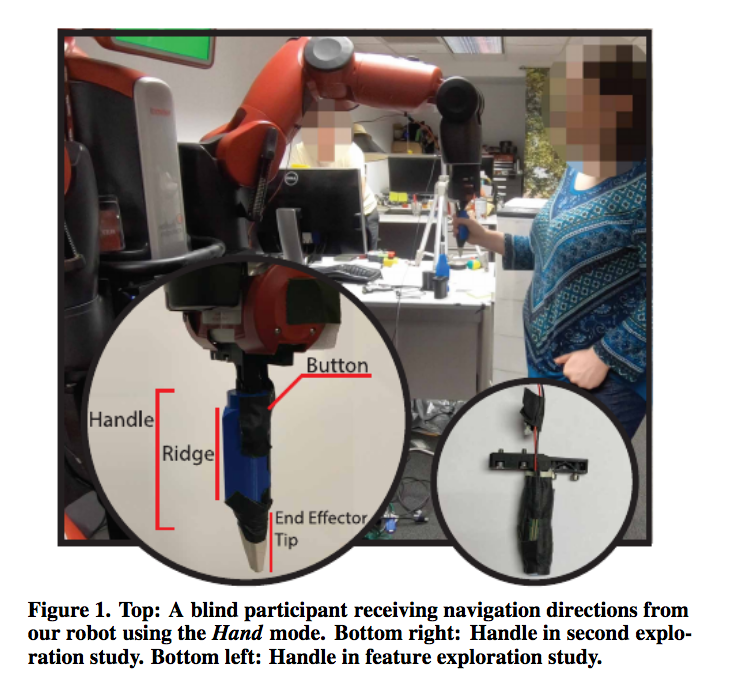 Button
Handle
Ridge
End Effector
Tip
DELL
Figure 1. Top: A blind participant receiving navigation directions from
our robot using the Hand mode. Bottom right: Handle in second explo-
ration study. Bottom left: Handle in feature exploration study.